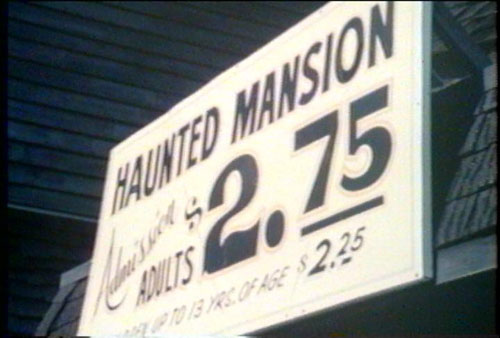 HAUNTED MANSION
Admission
ADULTS $2.75
UP TO 13 YRS. OF AGE $2.25